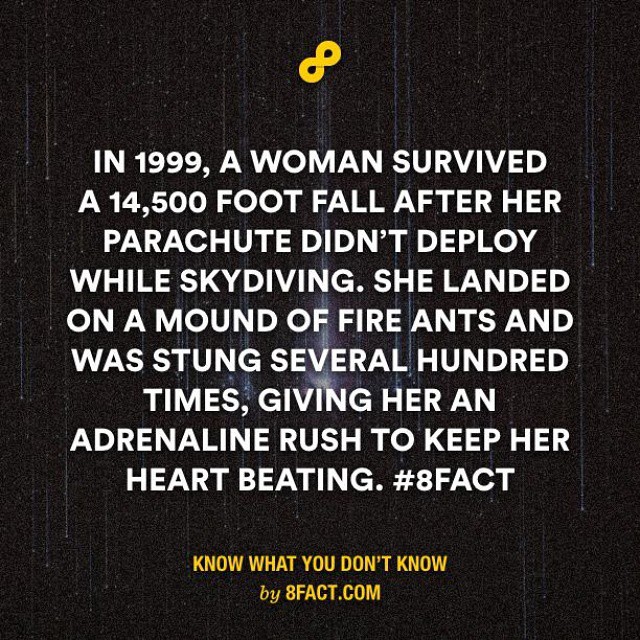 IN 1999, A WOMAN SURVIVED
A 14,500 FOOT FALL AFTER HER
PARACHUTE DIDN'T DEPLOY
WHILE SKYDIVING. SHE LANDED
ON A MOUND OF FIRE ANTS AND
WAS STUNG SEVERAL HUNDRED
TIMES, GIVING HER AN
ADRENALINE RUSH TO KEEP HER
HEART BEATING. #8FACT
KNOW WHAT YOU DON'T KNOW
by 8FACT.COM